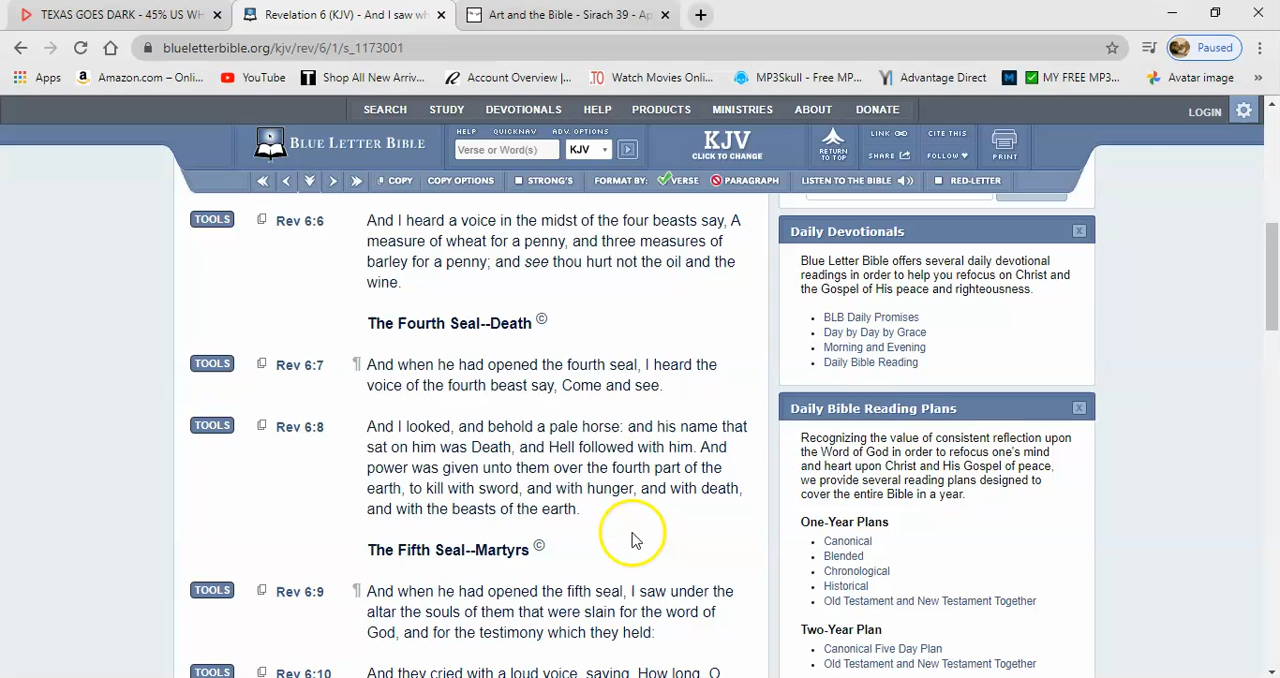 TEXAS GOES DARK - 45% US WH
Revelation 6 (KJV) - And I saw wh
Art and the Bible - Sirach 39 - Ap
blueletterbible.org/kjv/rev/6/1/s_1173001
Paused
Apps
Amazon.com – Onli...
YouTube
Shop All New Arriv...
Account Overview |...
Watch Movies Onli...
MP3Skull - Free MP...
Advantage Direct
MY FREE MP3...
Avatar image
SEARCH
STUDY
DEVOTIONALS
HELP
PRODUCTS
MINISTRIES
ABOUT
DONATE
LOGIN
BLUE LETTER BIBLE
HELP
QUICKNAV
ADV. OPTIONS
Verse or Word(s)
KJV
KJV
CLICK TO CHANGE
RETURN
TO TOP
LINK
SHARE
CITE THIS
FOLLOW
PRINT
COPY
COPY OPTIONS
STRONG'S
FORMAT BY:
VERSE
PARAGRAPH
LISTEN TO THE BIBLE
RED-LETTER
TOOLS
Rev 6:6
And I heard a voice in the midst of the four beasts say, A
measure of wheat for a penny, and three measures of
barley for a penny; and see thou hurt not the oil and the
wine.
The Fourth Seal--Death ©
TOOLS
Rev 6:7
¶ And when he had opened the fourth seal, I heard the
voice of the fourth beast say, Come and see.
TOOLS
Rev 6:8
And I looked, and behold a pale horse: and his name that
sat on him was Death, and Hell followed with him. And
power was given unto them over the fourth part of the
earth, to kill with sword, and with hunger, and with death,
and with the beasts of the earth.
The Fifth Seal--Martyrs ©
TOOLS
Rev 6:9
¶ And when he had opened the fifth seal, I saw under the
altar the souls of them that were slain for the word of
God, and for the testimony which they held:
TOOLS
Rev 6:10
And they cried with a loud voice, saying, How long, O
Daily Devotionals
Blue Letter Bible offers several daily devotional
readings in order to help you refocus on Christ and
the Gospel of His peace and righteousness.
BLB Daily Promises
Day by Day by Grace
Morning and Evening
Daily Bible Reading
Daily Bible Reading Plans
Recognizing the value of consistent reflection upon
the Word of God in order to refocus one's mind
and heart upon Christ and His Gospel of peace,
we provide several reading plans designed to
cover the entire Bible in a year.
One-Year Plans
Canonical
Blended
Chronological
Historical
Old Testament and New Testament Together
Two-Year Plan
Canonical Five Day Plan
Old Testament and New Testament Together